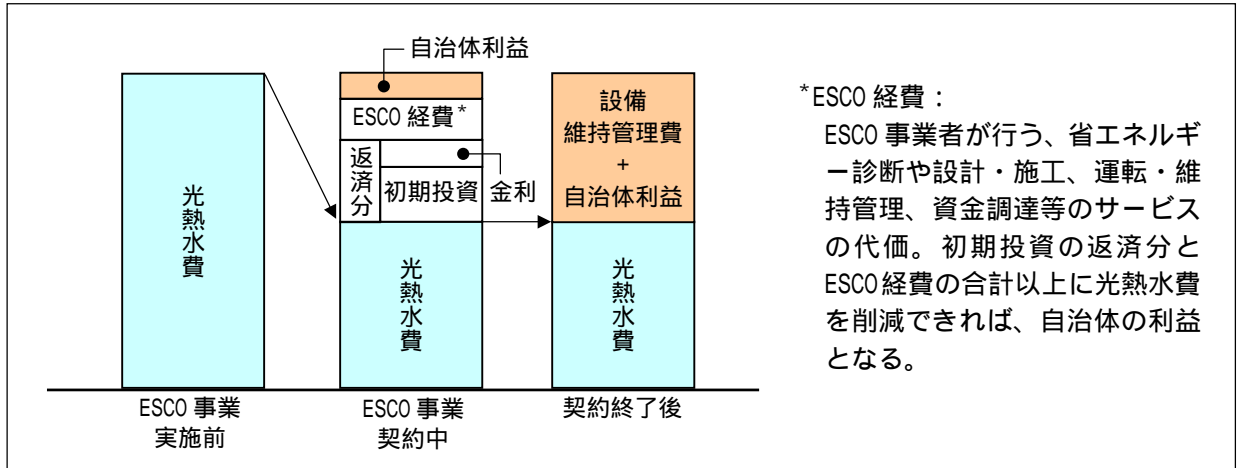 自治体利益
光熱水費
ESCO 経費*
返済分
初期投資
金利
光熱水費
設備
維持管理費
+
自治体利益
光熱水費
ESCO 事業
実施前
ESCO 事業
契約中
契約終了後
*ESCO 経費：
ESCO 事業者が行う、省エネルギ
ー診断や設計・施工、運転・維
持管理、資金調達等のサービス
の代価。初期投資の返済分と
ESCO経費の合計以上に光熱水費
を削減できれば、自治体の利益
となる。